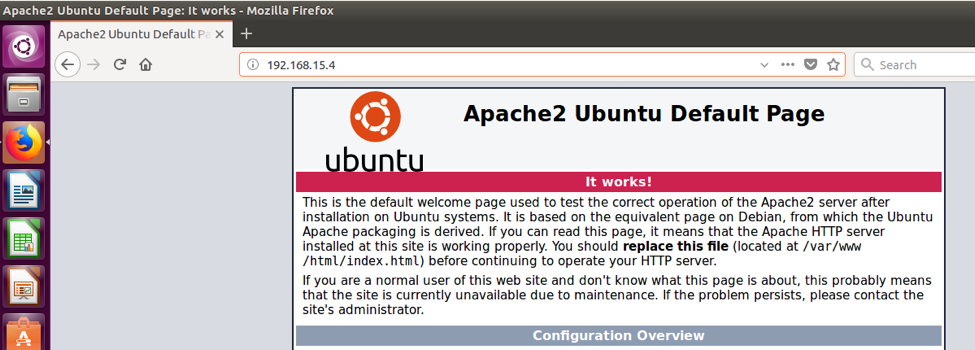 Apache2 Ubuntu Default Page: It works - Mozilla Firefox
Apache2 Ubuntu Default Pa
192.168.15.4
Search
ubuntu
Apache2 Ubuntu Default Page
It works!
This is the default welcome page used to test the correct operation of the Apache2 server after
installation on Ubuntu systems. It is based on the equivalent page on Debian, from which the Ubuntu
Apache packaging is derived. If you can read this page, it means that the Apache HTTP server
installed at this site is working properly. You should replace this file (located at /var/www
/html/index.html) before continuing to operate your HTTP server.
If you are a normal user of this web site and don't know what this page is about, this probably means
that the site is currently unavailable due to maintenance. If the problem persists, please contact the
site's administrator.
Configuration Overview